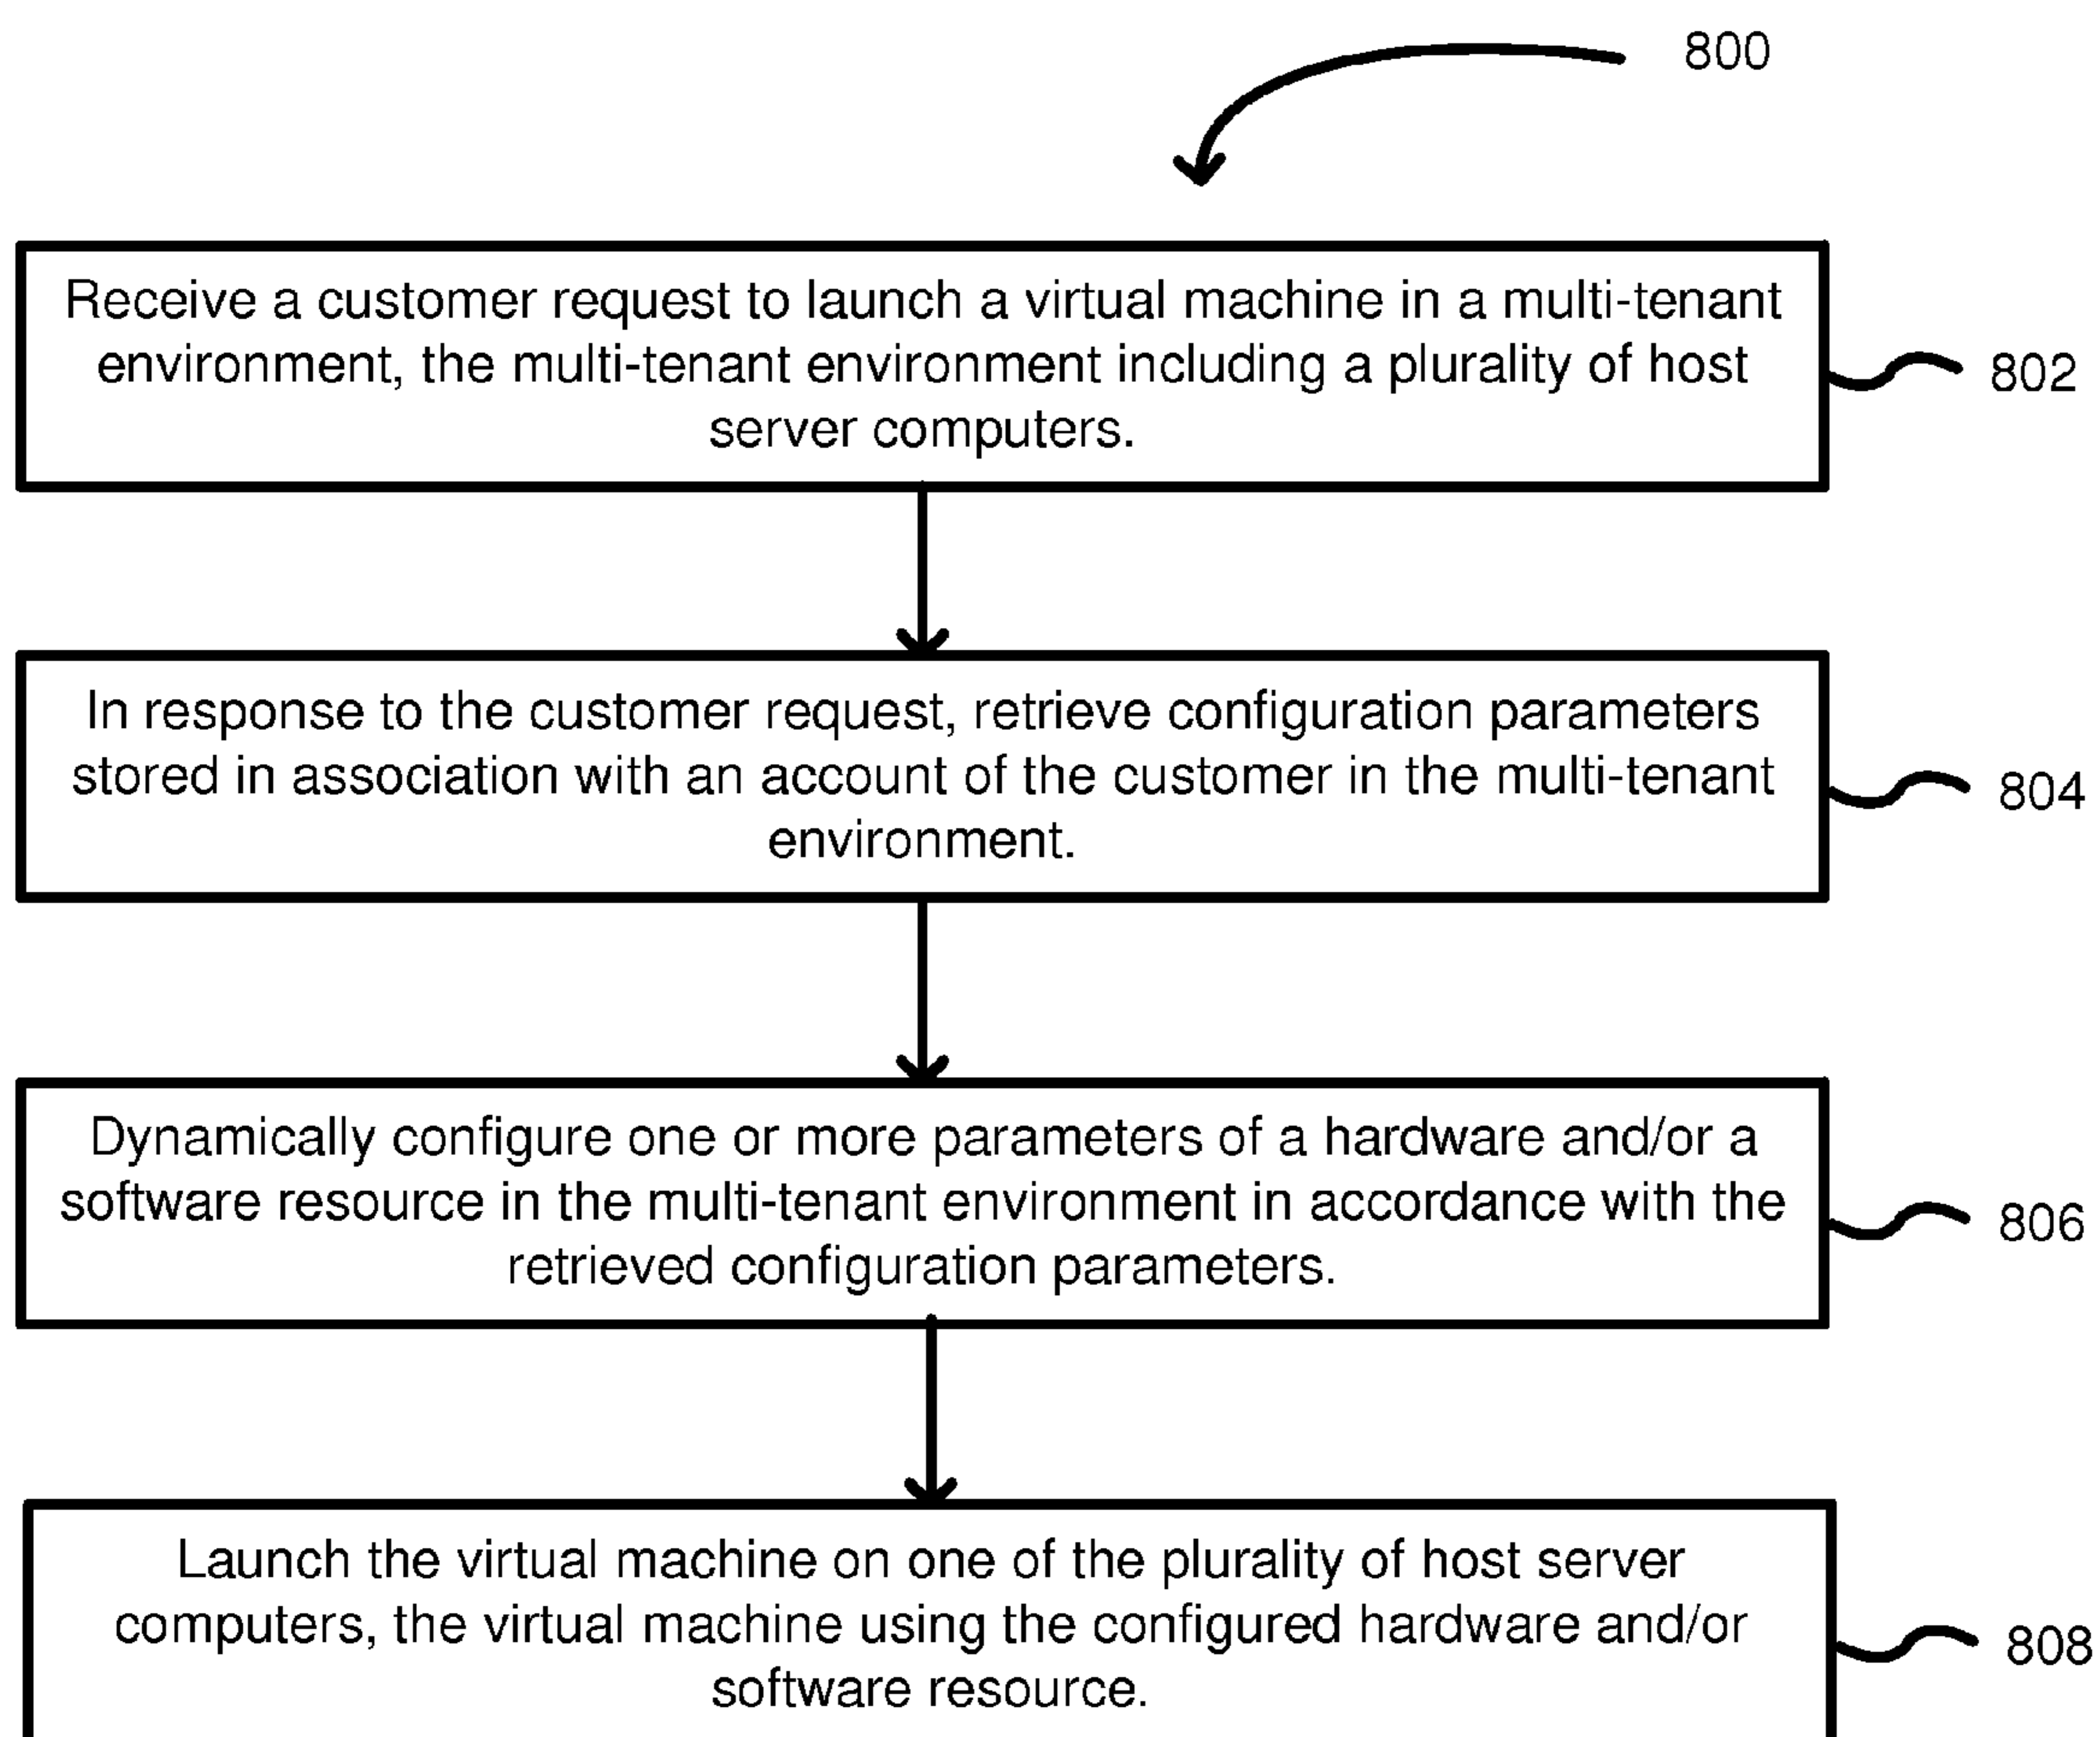 800
Receive a customer request to launch a virtual machine in a multi-tenant
environment, the multi-tenant environment including a plurality of host
server computers.
802
In response to the customer request, retrieve configuration parameters
stored in association with an account of the customer in the multi-tenant
environment.
804
Dynamically configure one or more parameters of a hardware and/or a
software resource in the multi-tenant environment in accordance with the
retrieved configuration parameters.
806
Launch the virtual machine on one of the plurality of host server
computers, the virtual machine using the configured hardware and/or
software resource.
808